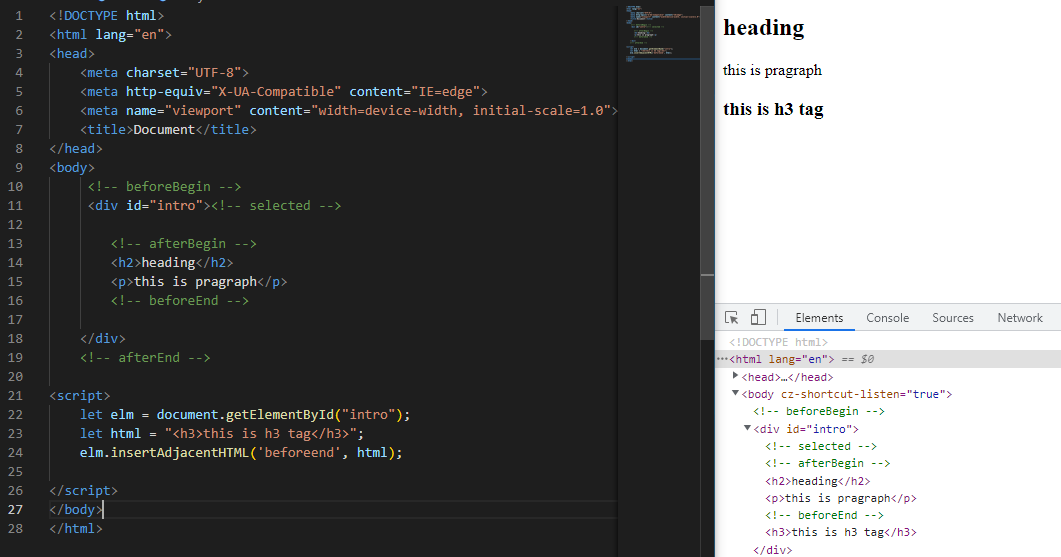 1 <!DOCTYPE html>
2 <html lang="en">
3 <head>
4 <meta charset="UTF-8">
5 <meta http-equiv="X-UA-Compatible" content="IE=edge">
6 <meta name="viewport" content="width=device-width, initial-scale=1.0">
7 <title>Document</title>
8 </head>
9 <body>
10 <!-- beforeBegin -->
11 <div id="intro"><!-- selected -->
12
13 <!-- afterBegin -->
14 <h2>heading</h2>
15 <p>this is pragraph</p>
16 <!-- beforeEnd -->
17
18 </div>
19 <!-- afterEnd -->
20
21 <script>
22 let elm = document.getElementById("intro");
23 let html = "<h3>this is h3 tag</h3>";
24 elm.insertAdjacentHTML('beforeend', html);
25
26 </script>
27 </body>
28 </html>
heading
this is pragraph
this is h3 tag
Elements Console Sources Network
<!DOCTYPE html>
<html lang="en"> == $0
<head>…</head>
<body cz-shortcut-listen="true">
<!-- beforeBegin -->
<div id="intro">
<!-- selected -->
<!-- afterBegin -->
<h2>heading</h2>
<p>this is pragraph</p>
<!-- beforeEnd -->
<h3>this is h3 tag</h3>
</div>